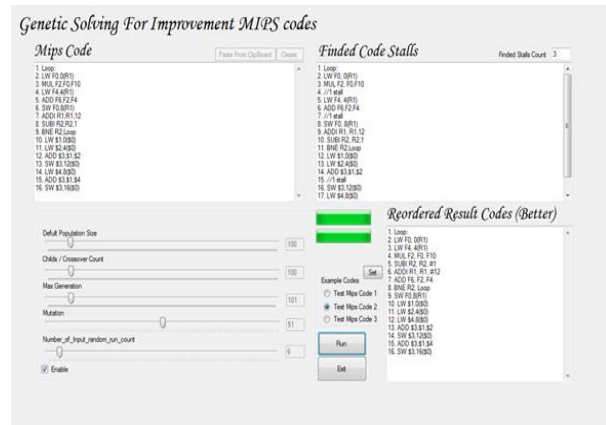 Genetic Solving For Improvement MIPS codes
Mips Code
Paste From ClipBoard
Cleare
1. Loop:
2. LW F0,0(R1)
3. MUL F2, F0,F10
4. LW F4,4(R1)
5. ADD F6,F2,F4
6. SW F0,8(R1)
7. ADDI R1,R1,12
8. SUBI R2,R2,1
9. BNE R2,Loop
10. LW $1,0($0)
11. LW $2,4($0)
12. ADD $3,$1,$2
13. SW $3,12($0)
14. LW $4,8($0)
15. ADD $3,$1,$4
16. SW $3,16($0)
Finded Code Stalls
Finded Stalls Count 3
1. Loop:
2. LW F0, 0(R1)
3. MUL F2, F0,F10
4. //1 stall
5. LW F4, 4(R1)
6. ADD F6,F2,F4
7. //1 stall
8. SW F0, 8(R1)
9. ADDI R1, R1,12
10. SUBI R2, R2,1
11. BNE R2,Loop
12. LW $1,0($0)
13. LW $2,4($0)
14. ADD $3,$1,$2
15. //1 stall
16. SW $3,12($0)
17. LW $4,8($0)
Defult Population Size
100
Childs / Crossover Count
100
Max Generation
101
Mutation
51
Number_of_Input_random_run_count
6
Enable
Set
Example Codes
Test Mips Code 1
Test Mips Code 2
Test Mips Code 3
Run
Exit
Reordered Result Codes (Better)
1. Loop:
2. LW F0, 0(R1)
3. LW F4, 4(R1)
4. MUL F2, F0, F10
5. SUBI R2, R2, #1
6. ADDI R1, R1, #12
7. ADD F6, F2, F4
8. BNE R2, Loop
9. SW F0,8(R1)
10. LW $1,0($0)
11. LW $2,4($0)
12. LW $4,8($0)
13. ADD $3,$1,$2
14. SW $3,12($0)
15. ADD $3,$1,$4
16. SW $3,16($0)